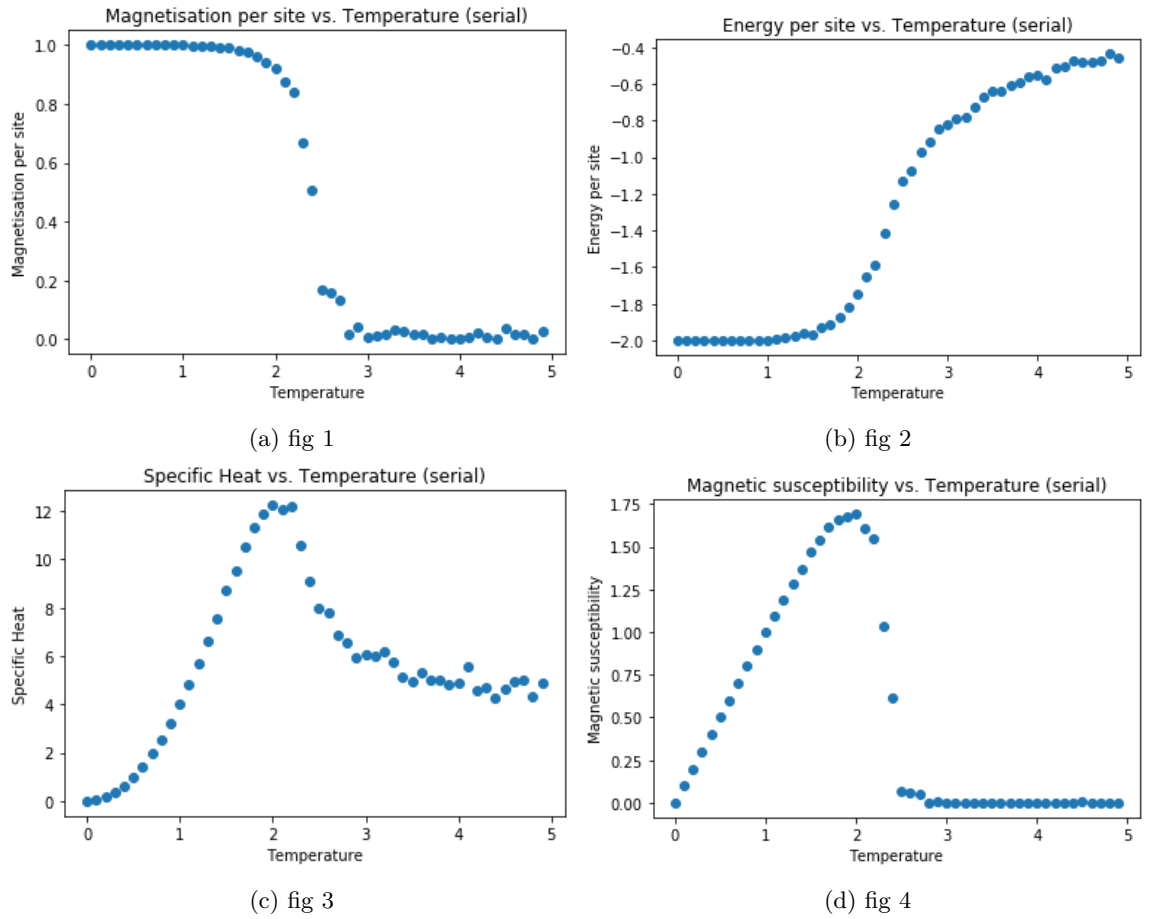 Magnetisation per site vs. Temperature (serial)
1.0
0.8
0.6
0.4
0.2
0.0
Magnetisation per site
0 1 2 3 4 5
Temperature
(a) fig 1
Energy per site vs. Temperature (serial)
−0.4
−0.6
−0.8
−1.0
−1.2
−1.4
−1.6
−1.8
−2.0
Energy per site
0 1 2 3 4 5
Temperature
(b) fig 2
Specific Heat vs. Temperature (serial)
12
10
8
6
4
2
0
Specific Heat
0 1 2 3 4 5
Temperature
(c) fig 3
Magnetic susceptibility vs. Temperature (serial)
1.75
1.50
1.25
1.00
0.75
0.50
0.25
0.00
Magnetic susceptibility
0 1 2 3 4 5
Temperature
(d) fig 4